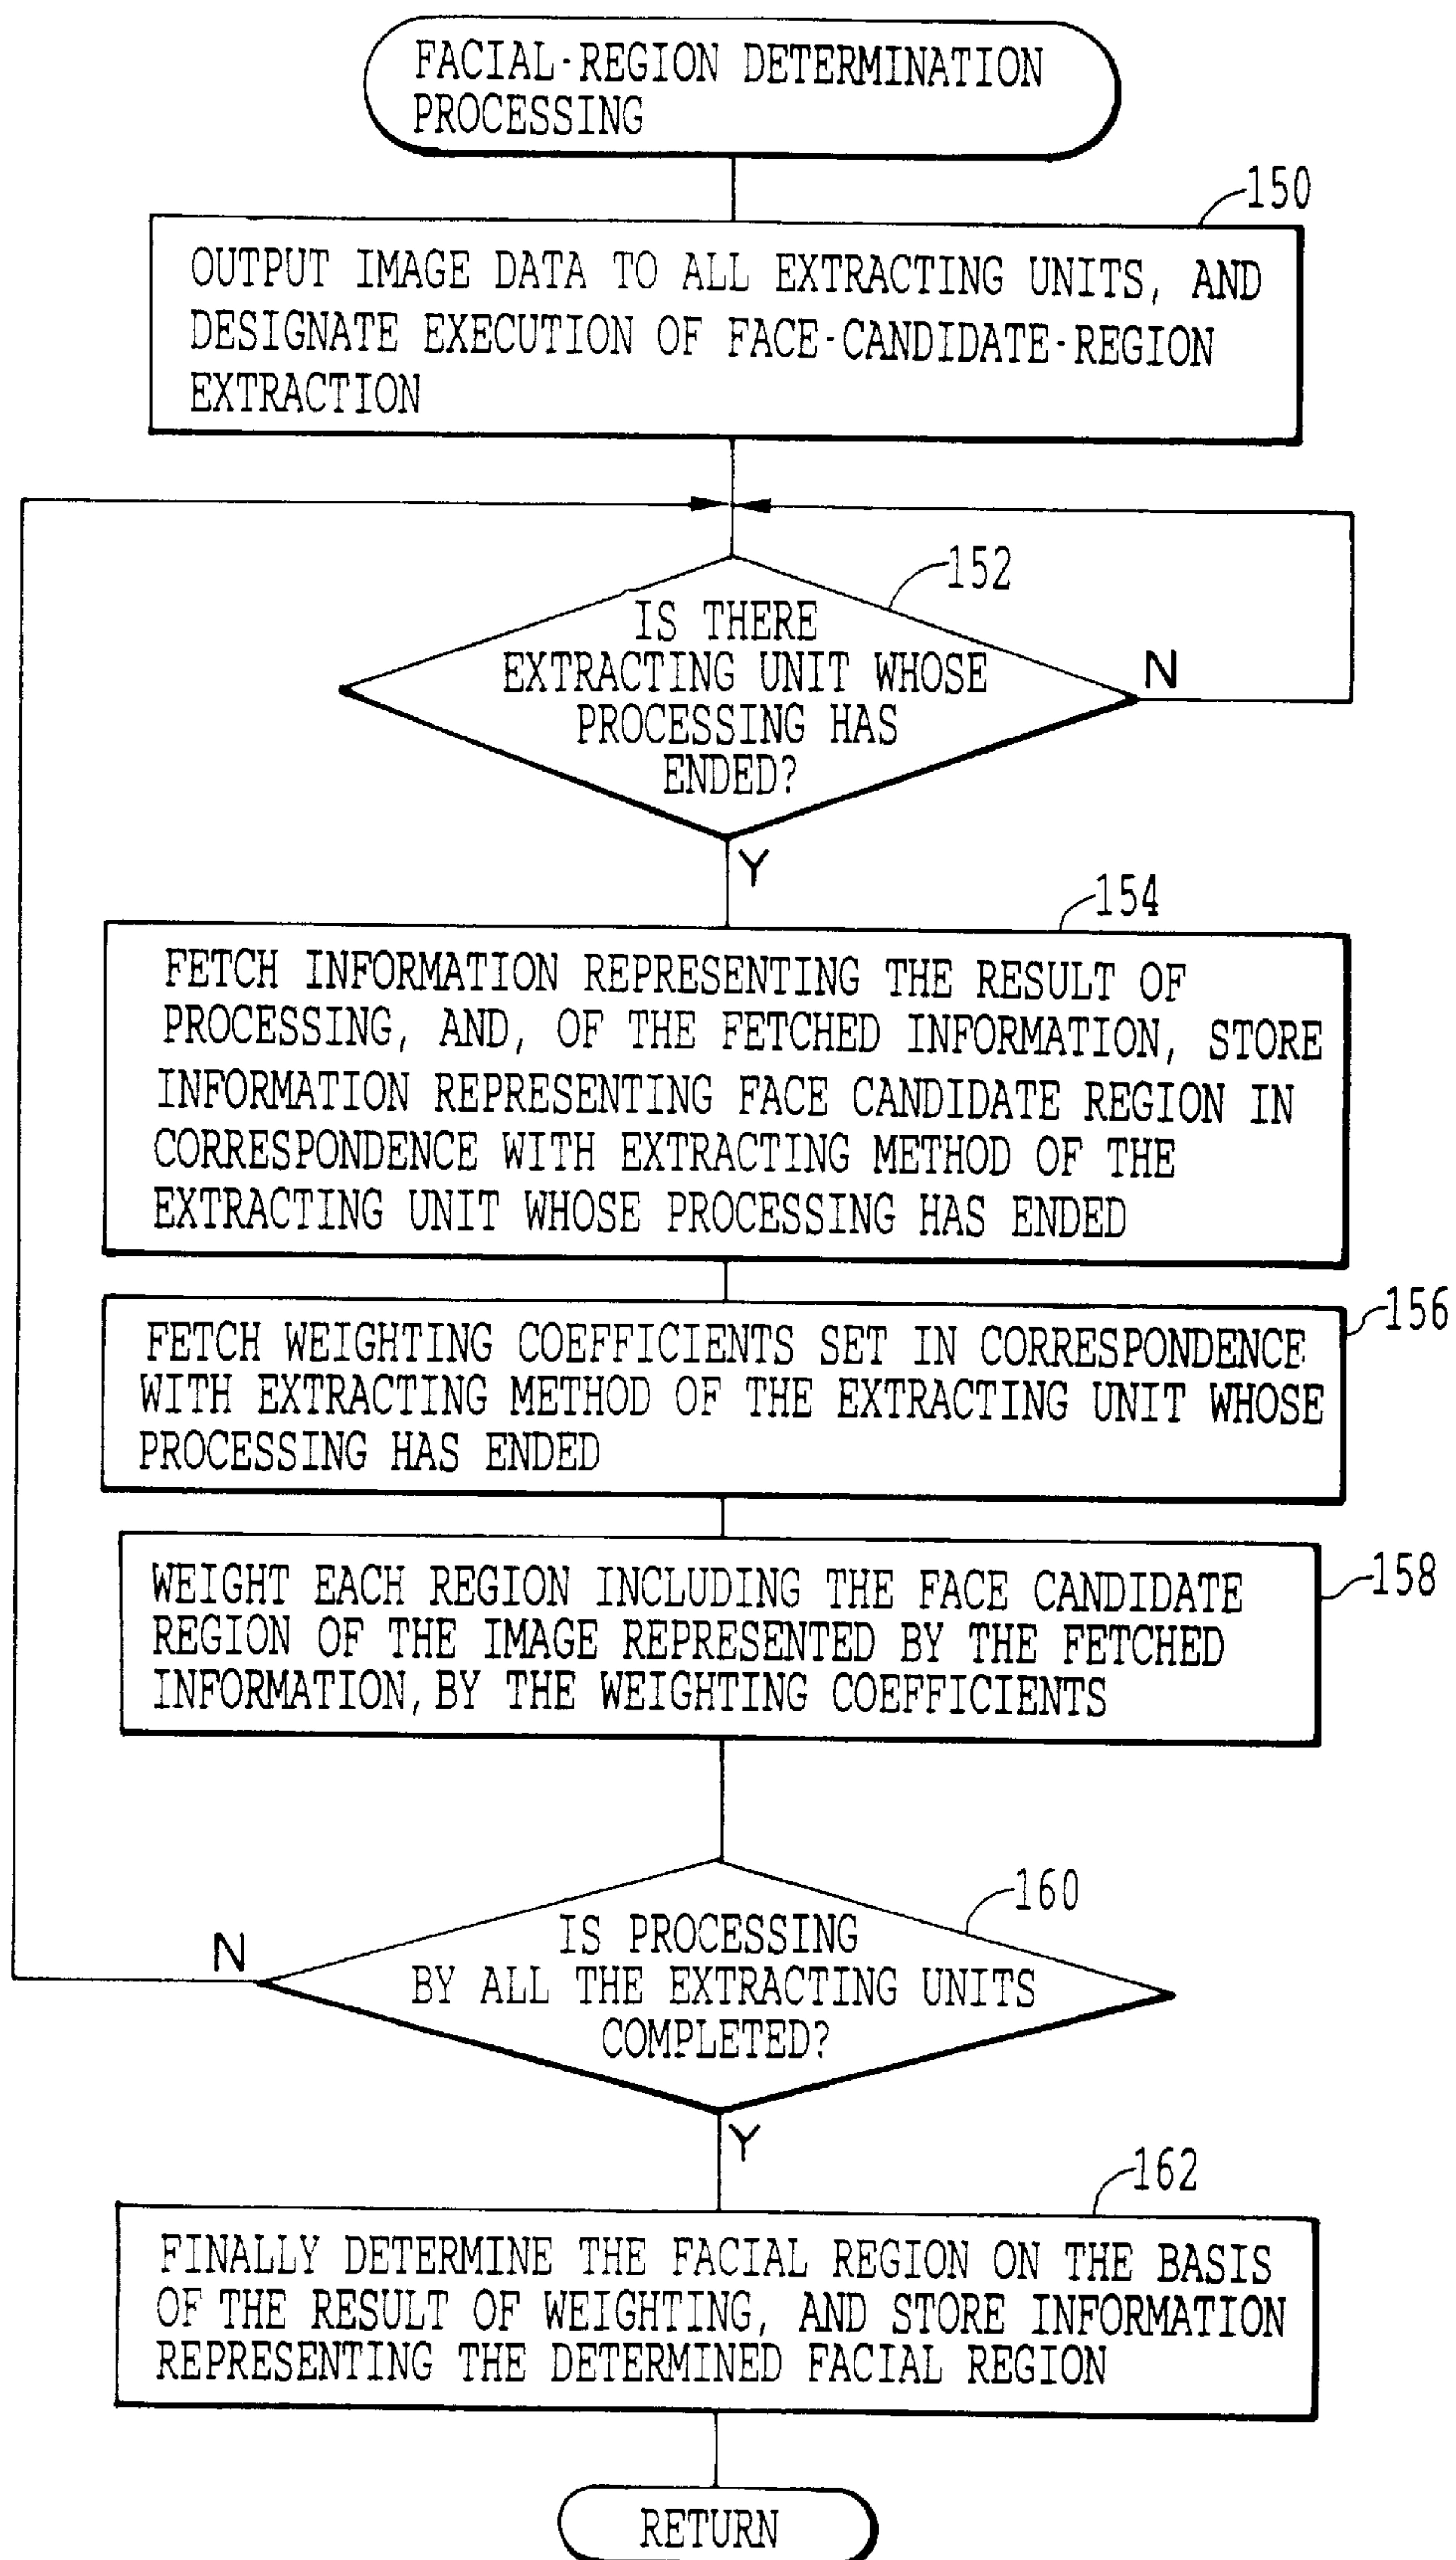 FACIAL-REGION DETERMINATION
PROCESSING
150
OUTPUT IMAGE DATA TO ALL EXTRACTING UNITS, AND
DESIGNATE EXECUTION OF FACE-CANDIDATE-REGION
EXTRACTION
152
IS THERE
EXTRACTING UNIT WHOSE
PROCESSING HAS
ENDED?
N
Y
154
FETCH INFORMATION REPRESENTING THE RESULT OF
PROCESSING, AND, OF THE FETCHED INFORMATION, STORE
INFORMATION REPRESENTING FACE CANDIDATE REGION IN
CORRESPONDENCE WITH EXTRACTING METHOD OF THE
EXTRACTING UNIT WHOSE PROCESSING HAS ENDED
156
FETCH WEIGHTING COEFFICIENTS SET IN CORRESPONDENCE
WITH EXTRACTING METHOD OF THE EXTRACTING UNIT WHOSE
PROCESSING HAS ENDED
158
WEIGHT EACH REGION INCLUDING THE FACE CANDIDATE
REGION OF THE IMAGE REPRESENTED BY THE FETCHED
INFORMATION, BY THE WEIGHTING COEFFICIENTS
160
IS PROCESSING
BY ALL THE EXTRACTING UNITS
COMPLETED?
N
Y
162
FINALLY DETERMINE THE FACIAL REGION ON THE BASIS
OF THE RESULT OF WEIGHTING, AND STORE INFORMATION
REPRESENTING THE DETERMINED FACIAL REGION
RETURN